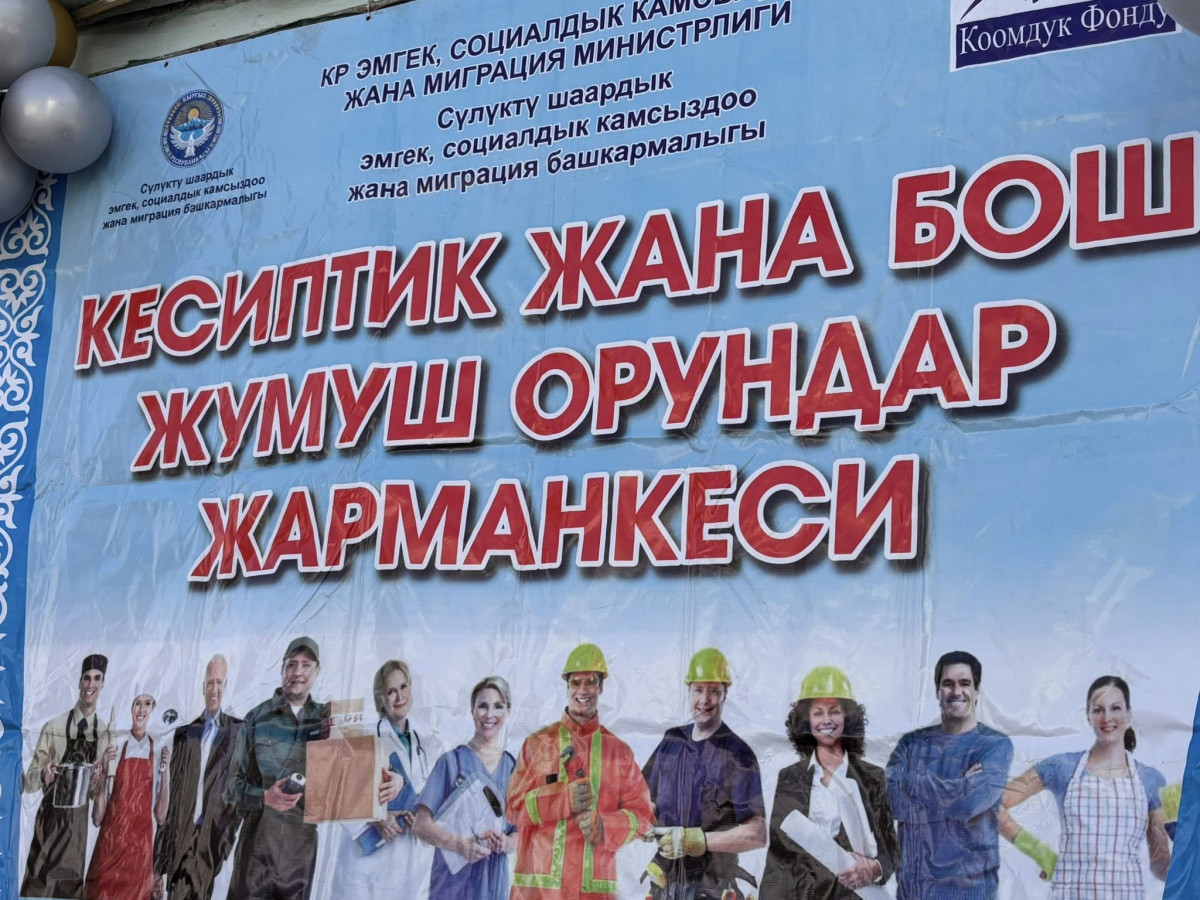 КР ЭМГЕК, СОЦИАЛДЫК
ЖАНА МИГРАЦИЯ МИНИСТРЛИГИ
Сүлүктү шаардык
эмгек, социалдык камсыздоо
жана миграция башкармалыгы
Коомдук Фонду
Сүлүктү шаардык
эмгек, социалдык камсыздоо
жана миграция башкармалыгы
КЕСИПТИК ЖАНА БОШ
ЖУМУШ ОРУНДАР
ЖАРМАНКЕСИ